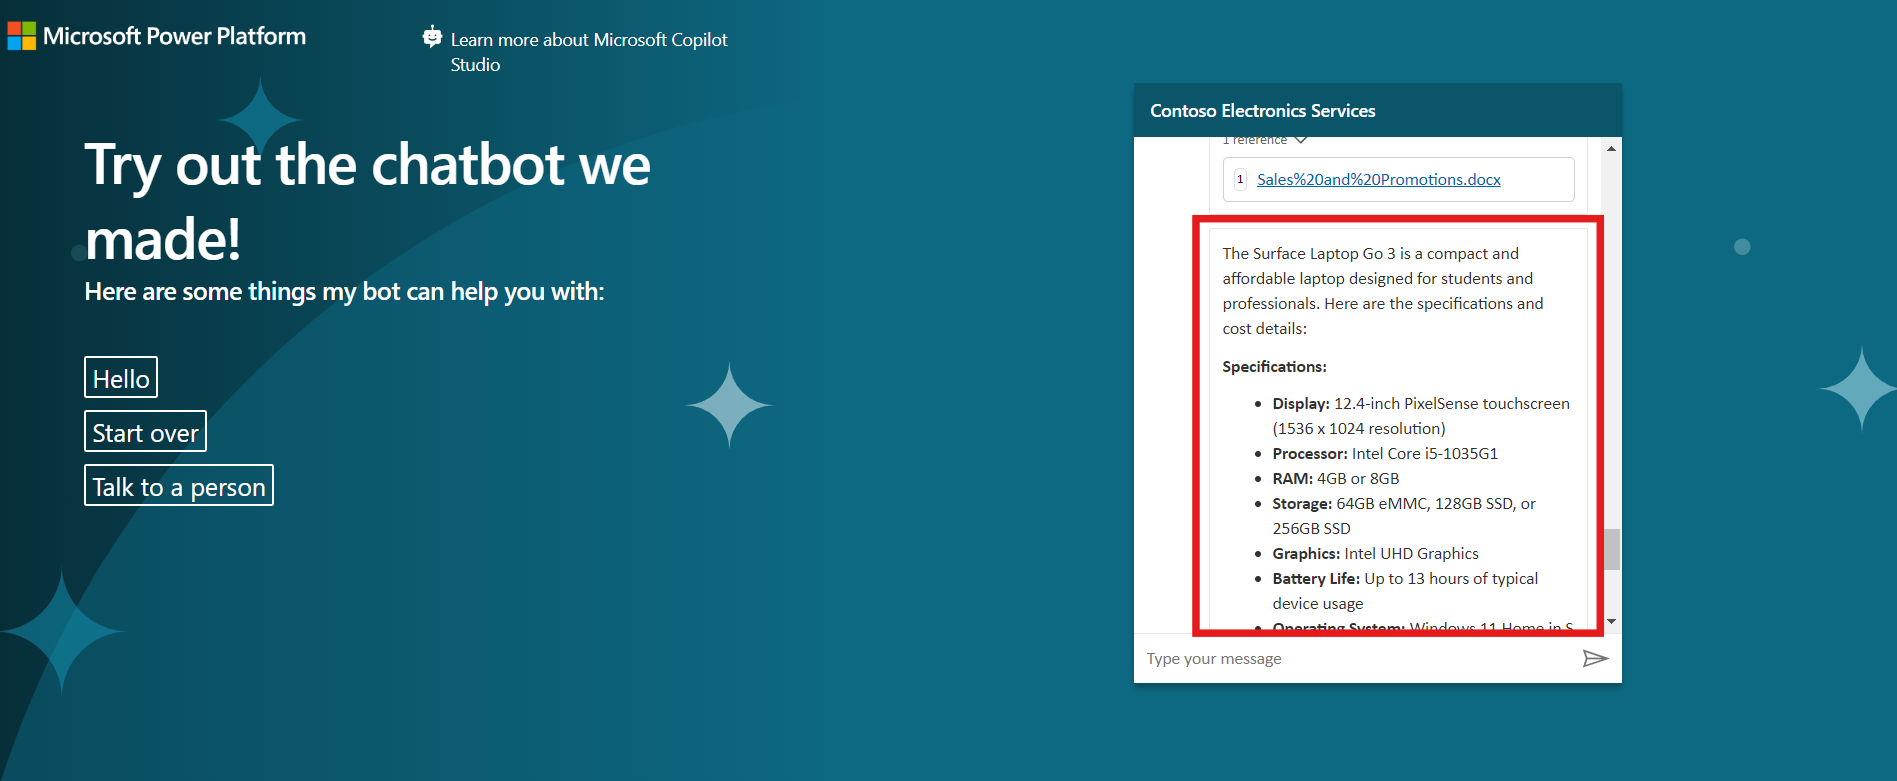 Microsoft Power Platform
Learn more about Microsoft Copilot
Studio
Try out the chatbot we
made!
Here are some things my bot can help you with:
Hello
Start over
Talk to a person
Contoso Electronics Services
1 reference
1 Sales%20and%20Promotions.docx
The Surface Laptop Go 3 is a compact and
affordable laptop designed for students and
professionals. Here are the specifications and
cost details:
Specifications:
• Display: 12.4-inch PixelSense touchscreen
(1536 x 1024 resolution)
• Processor: Intel Core i5-1035G1
• RAM: 4GB or 8GB
• Storage: 64GB eMMC, 128GB SSD, or
256GB SSD
• Graphics: Intel UHD Graphics
• Battery Life: Up to 13 hours of typical
device usage
• Operating System: Windows 11 Home in S
Type your message